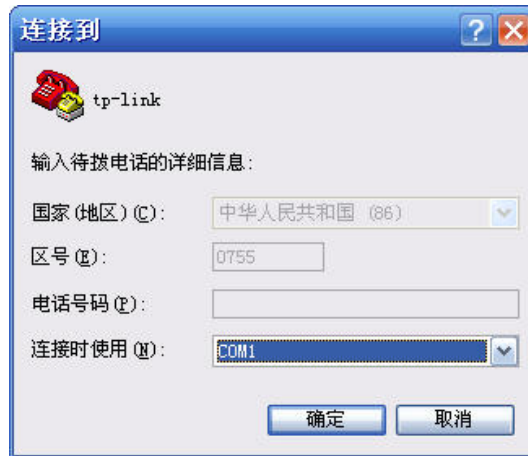 连接到
tp-link
输入待拨电话的详细信息:
国家(地区)(C): 中华人民共和国 (86)
区号(E): 0755
电话号码(P):
连接时使用(N): COM1
确定 取消